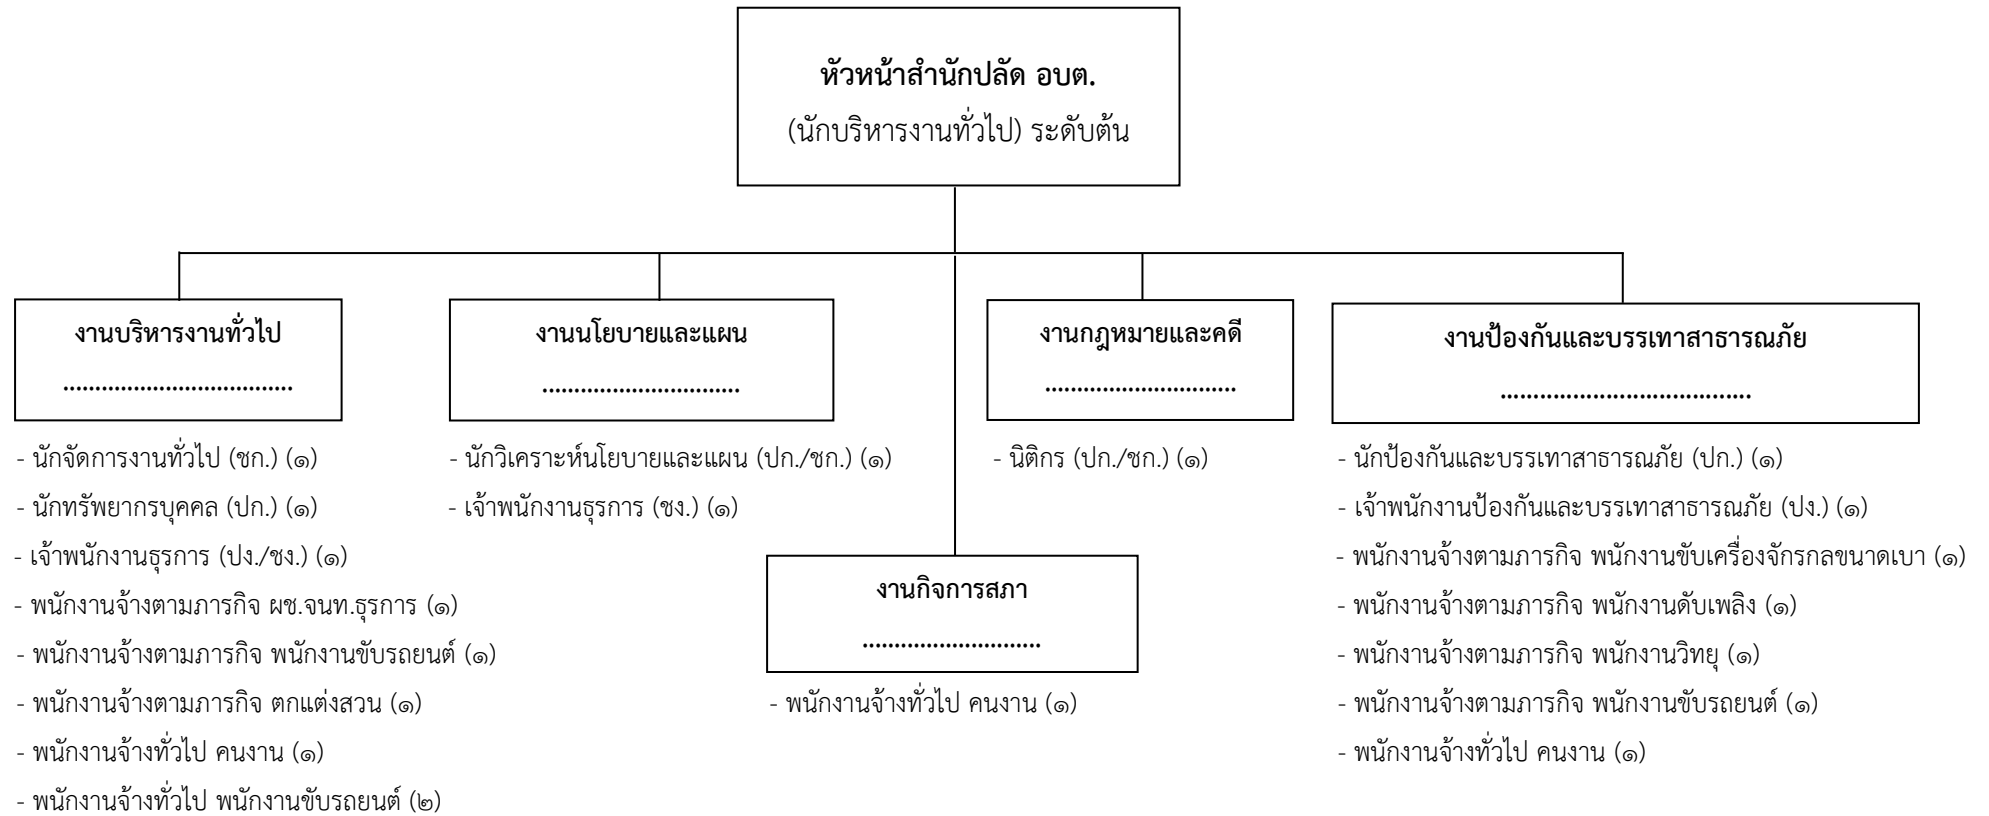 หัวหน้าสำนักปลัด อบต.
(นักบริหารงานทั่วไป) ระดับต้น
งานบริหารงานทั่วไป
....................................
- นักจัดการงานทั่วไป (ชก.) (๑)
- นักทรัพยากรบุคคล (ปก.) (๑)
- เจ้าพนักงานธุรการ (ปง./ชง.) (๑)
- พนักงานจ้างตามภารกิจ ผช.จนท.ธุรการ (๑)
- พนักงานจ้างตามภารกิจ พนักงานขับรถยนต์ (๑)
- พนักงานจ้างตามภารกิจ ตกแต่งสวน (๑)
- พนักงานจ้างทั่วไป คนงาน (๑)
- พนักงานจ้างทั่วไป พนักงานขับรถยนต์ (๒)
งานนโยบายและแผน
...............................
- นักวิเคราะห์นโยบายและแผน (ปก./ชก.) (๑)
- เจ้าพนักงานธุรการ (ชง.) (๑)
งานกิจการสภา
............................
- พนักงานจ้างทั่วไป คนงาน (๑)
งานกฎหมายและคดี
..............................
- นิติกร (ปก./ชก.) (๑)
งานป้องกันและบรรเทาสาธารณภัย
.......................................
- นักป้องกันและบรรเทาสาธารณภัย (ปก.) (๑)
- เจ้าพนักงานป้องกันและบรรเทาสาธารณภัย (ปง.) (๑)
- พนักงานจ้างตามภารกิจ พนักงานขับเครื่องจักรกลขนาดเบา (๑)
- พนักงานจ้างตามภารกิจ พนักงานดับเพลิง (๑)
- พนักงานจ้างตามภารกิจ พนักงานวิทยุ (๑)
- พนักงานจ้างตามภารกิจ พนักงานขับรถยนต์ (๑)
- พนักงานจ้างทั่วไป คนงาน (๑)